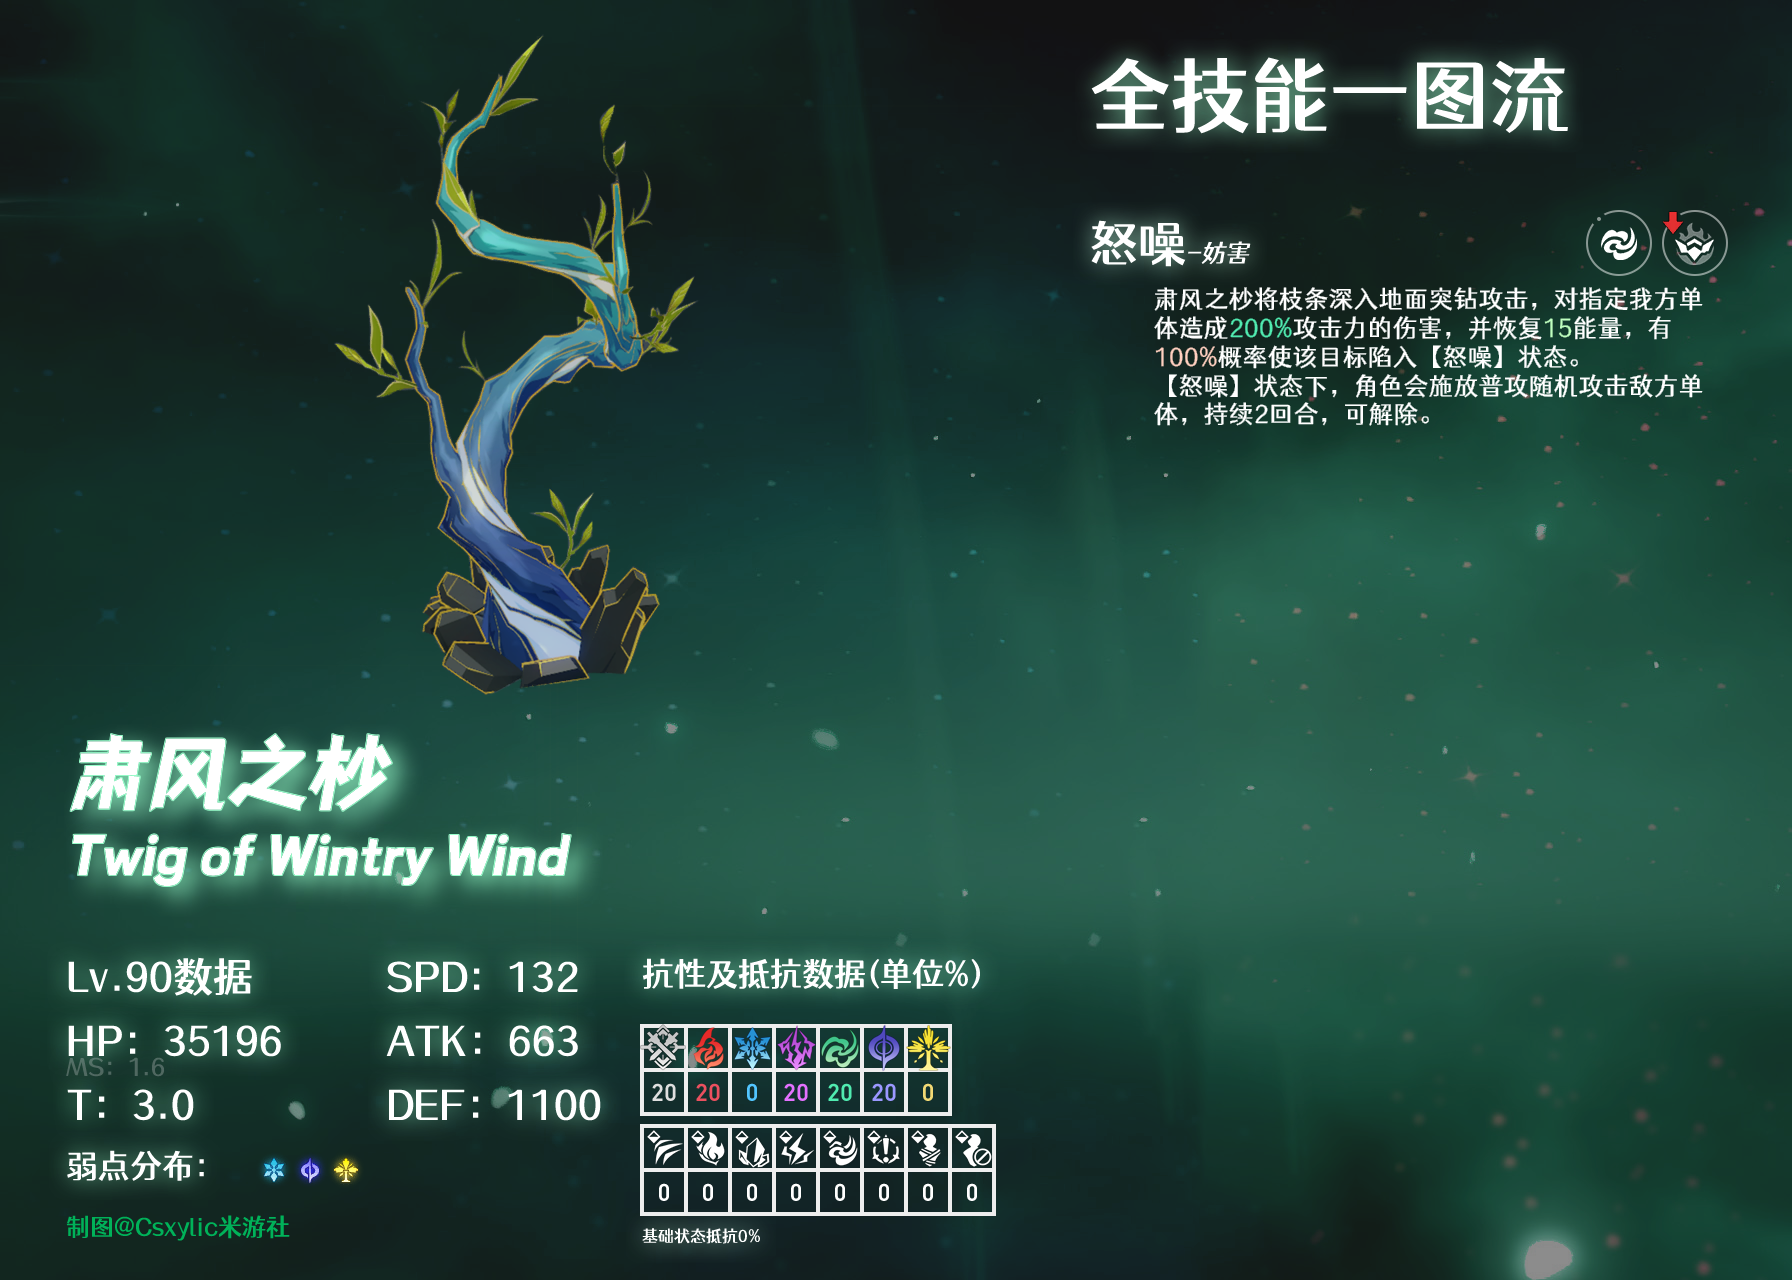 全技能一图流
怒噪-妨害
肃风之杪将枝条深入地面突钻攻击，对指定我方单
体造成200%攻击力的伤害，并恢复15能量，有
100%概率使该目标陷入【怒噪】状态。
【怒噪】状态下，角色会施放普攻随机攻击敌方单
体，持续2回合，可解除。
肃风之杪
Twig of Wintry Wind
Lv.90数据
SPD：132
HP：35196
ATK：663
MS：1.6
T：3.0
DEF：1100
弱点分布：
制图@Csxylic米游社
抗性及抵抗数据(单位%)
20 20 0 20 20 20 0
0 0 0 0 0 0 0 0
基础状态抵抗0%